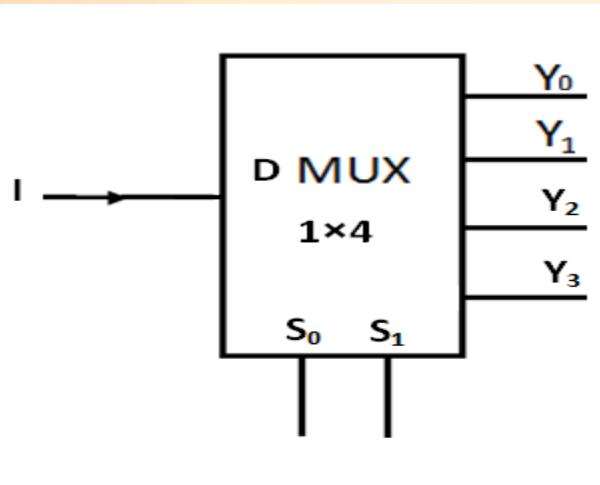 Y₀
Y₁
I
D MUX
Y₂
1×4
Y₃
S₀ S₁